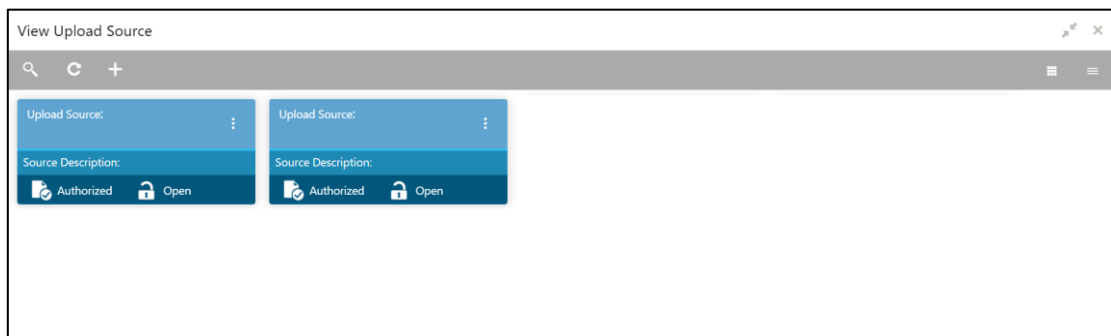 View Upload Source
Upload Source: Upload Source:
Source Description: Source Description:
Authorized Open Authorized Open